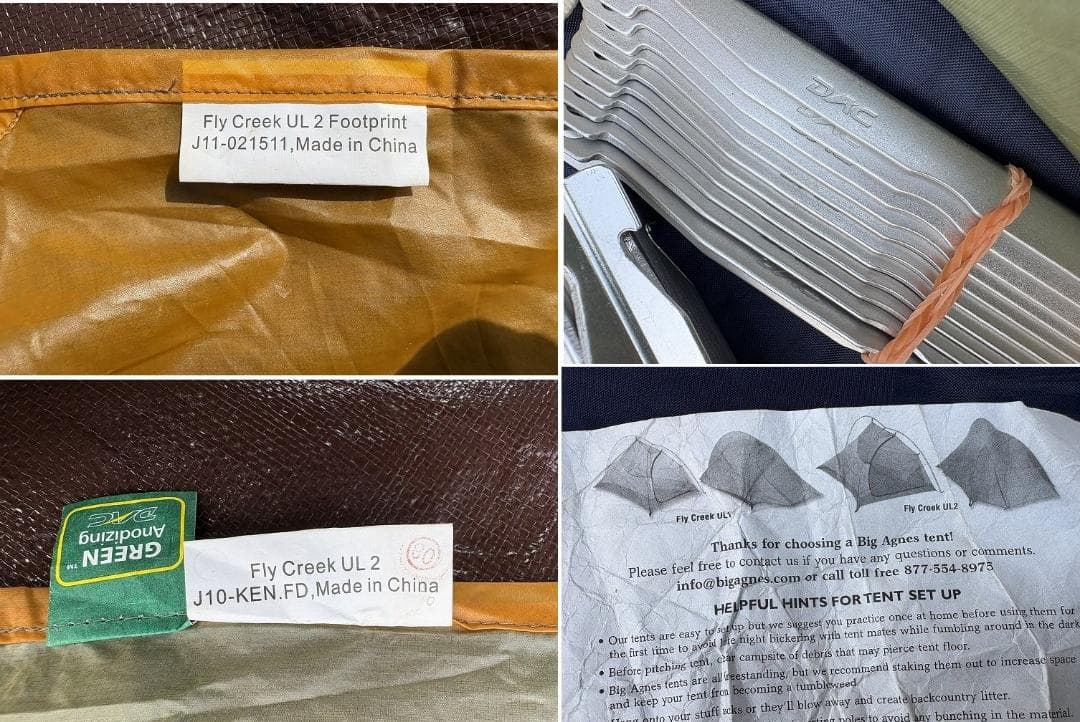 Fly Creek UL 2 Footprint
J11-021511,Made in China
DAC
GREEN™
Anodizing
DAC
Fly Creek UL 2
J10-KEN.FD,Made in China
Fly Creek UL1
Fly Creek UL2
Thanks for choosing a Big Agnes tent!
Please feel free to contact us if you have any questions or comments.
info@bigagnes.com or call toll free 877-554-8975
HELPFUL HINTS FOR TENT SET UP
• Our tents are easy to set up but we suggest you practice once at home before using them for
the first time to avoid late night bickering with tent mates while fumbling around in the dark
• Before pitching tent, clear campsite of debris that may pierce tent floor.
• Big Agnes tents are all freestanding, but we recommend staking them out to increase space
and keep your tent from becoming a tumbleweed
onto your stuff sacks or they'll blow away and create backcountry litter.
poles to avoid any bunching in the material